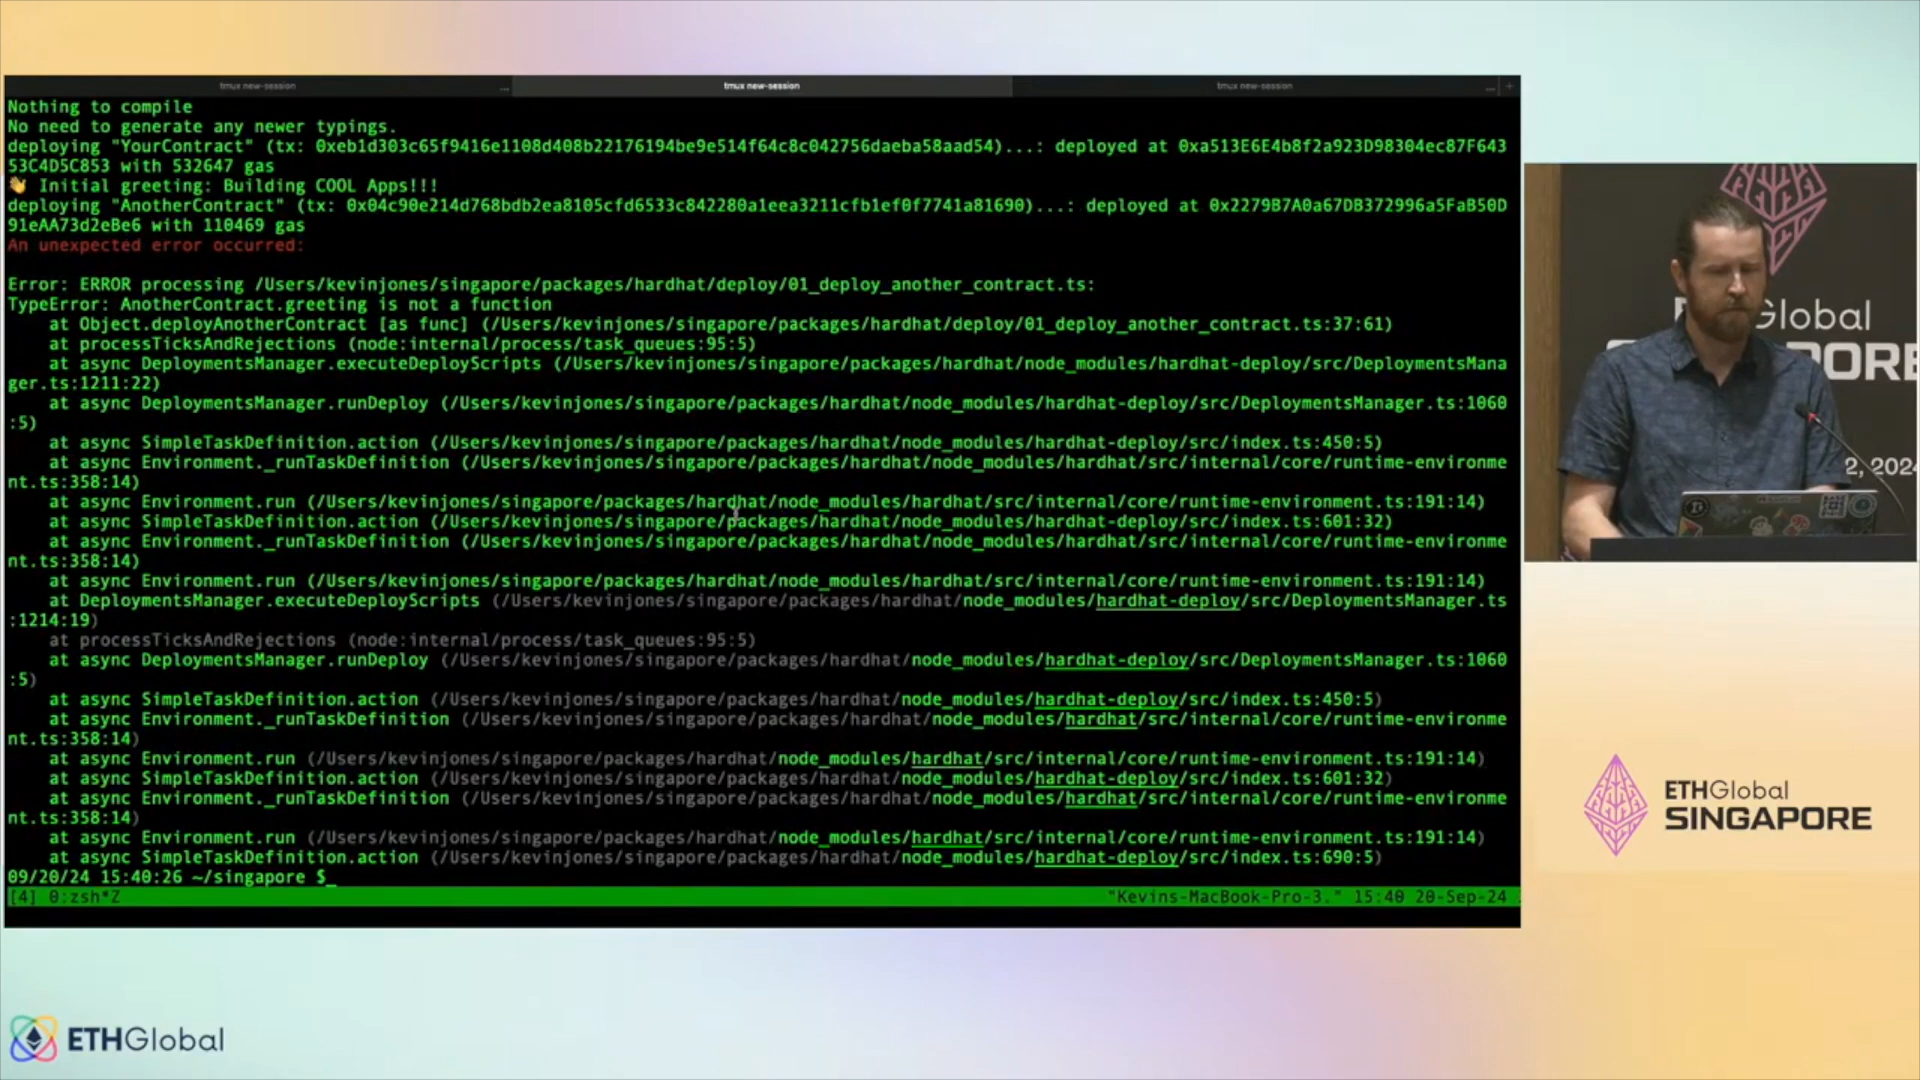 tmux new-session
...
tmux new-session
tmux new-session
...
+
Nothing to compile
No need to generate any newer typings.
deploying "YourContract" (tx: 0xeb1d303c65f9416e1108d408b22176194be9e514f64c8c042756daeba58aad54)...: deployed at 0xa513E6E4b8f2a923D98304ec87F643
53C4D5C853 with 532647 gas
👋 Initial greeting: Building COOL Apps!!!
deploying "AnotherContract" (tx: 0x04c90e214d768bdb2ea8105cfd6533c842280a1eea3211cfb1ef0f7741a81690)...: deployed at 0x2279B7A0a67DB372996a5FaB50D
91eAA73d2eBe6 with 110469 gas
An unexpected error occurred:
Error: ERROR processing /Users/kevinjones/singapore/packages/hardhat/deploy/01_deploy_another_contract.ts:
TypeError: AnotherContract.greeting is not a function
at Object.deployAnotherContract [as func] (/Users/kevinjones/singapore/packages/hardhat/deploy/01_deploy_another_contract.ts:37:61)
at processTicksAndRejections (node:internal/process/task_queues:95:5)
at async DeploymentsManager.executeDeployScripts (/Users/kevinjones/singapore/packages/hardhat/node_modules/hardhat-deploy/src/DeploymentsMana
ger.ts:1211:22)
at async DeploymentsManager.runDeploy (/Users/kevinjones/singapore/packages/hardhat/node_modules/hardhat-deploy/src/DeploymentsManager.ts:1060
:5)
at async SimpleTaskDefinition.action (/Users/kevinjones/singapore/packages/hardhat/node_modules/hardhat-deploy/src/index.ts:450:5)
at async Environment._runTaskDefinition (/Users/kevinjones/singapore/packages/hardhat/node_modules/hardhat/src/internal/core/runtime-environme
nt.ts:358:14)
at async Environment.run (/Users/kevinjones/singapore/packages/hardhat/node_modules/hardhat/src/internal/core/runtime-environment.ts:191:14)
at async SimpleTaskDefinition.action (/Users/kevinjones/singapore/packages/hardhat/node_modules/hardhat-deploy/src/index.ts:601:32)
at async Environment._runTaskDefinition (/Users/kevinjones/singapore/packages/hardhat/node_modules/hardhat/src/internal/core/runtime-environme
nt.ts:358:14)
at async Environment.run (/Users/kevinjones/singapore/packages/hardhat/node_modules/hardhat/src/internal/core/runtime-environment.ts:191:14)
at DeploymentsManager.executeDeployScripts (/Users/kevinjones/singapore/packages/hardhat/node_modules/hardhat-deploy/src/DeploymentsManager.ts
:1214:19)
at processTicksAndRejections (node:internal/process/task_queues:95:5)
at async DeploymentsManager.runDeploy (/Users/kevinjones/singapore/packages/hardhat/node_modules/hardhat-deploy/src/DeploymentsManager.ts:1060
:5)
at async SimpleTaskDefinition.action (/Users/kevinjones/singapore/packages/hardhat/node_modules/hardhat-deploy/src/index.ts:450:5)
at async Environment._runTaskDefinition (/Users/kevinjones/singapore/packages/hardhat/node_modules/hardhat/src/internal/core/runtime-environme
nt.ts:358:14)
at async Environment.run (/Users/kevinjones/singapore/packages/hardhat/node_modules/hardhat/src/internal/core/runtime-environment.ts:191:14)
at async SimpleTaskDefinition.action (/Users/kevinjones/singapore/packages/hardhat/node_modules/hardhat-deploy/src/index.ts:601:32)
at async Environment._runTaskDefinition (/Users/kevinjones/singapore/packages/hardhat/node_modules/hardhat/src/internal/core/runtime-environme
nt.ts:358:14)
at async Environment.run (/Users/kevinjones/singapore/packages/hardhat/node_modules/hardhat/src/internal/core/runtime-environment.ts:191:14)
at async SimpleTaskDefinition.action (/Users/kevinjones/singapore/packages/hardhat/node_modules/hardhat-deploy/src/index.ts:690:5)
09/20/24 15:40:26 ~/singapore $_
[4] 0:zsh*Z "Kevins-MacBook-Pro-3." 15:40 20-Sep-24
Global
PORE
2, 2024
ETHGlobal
SINGAPORE
ETHGlobal